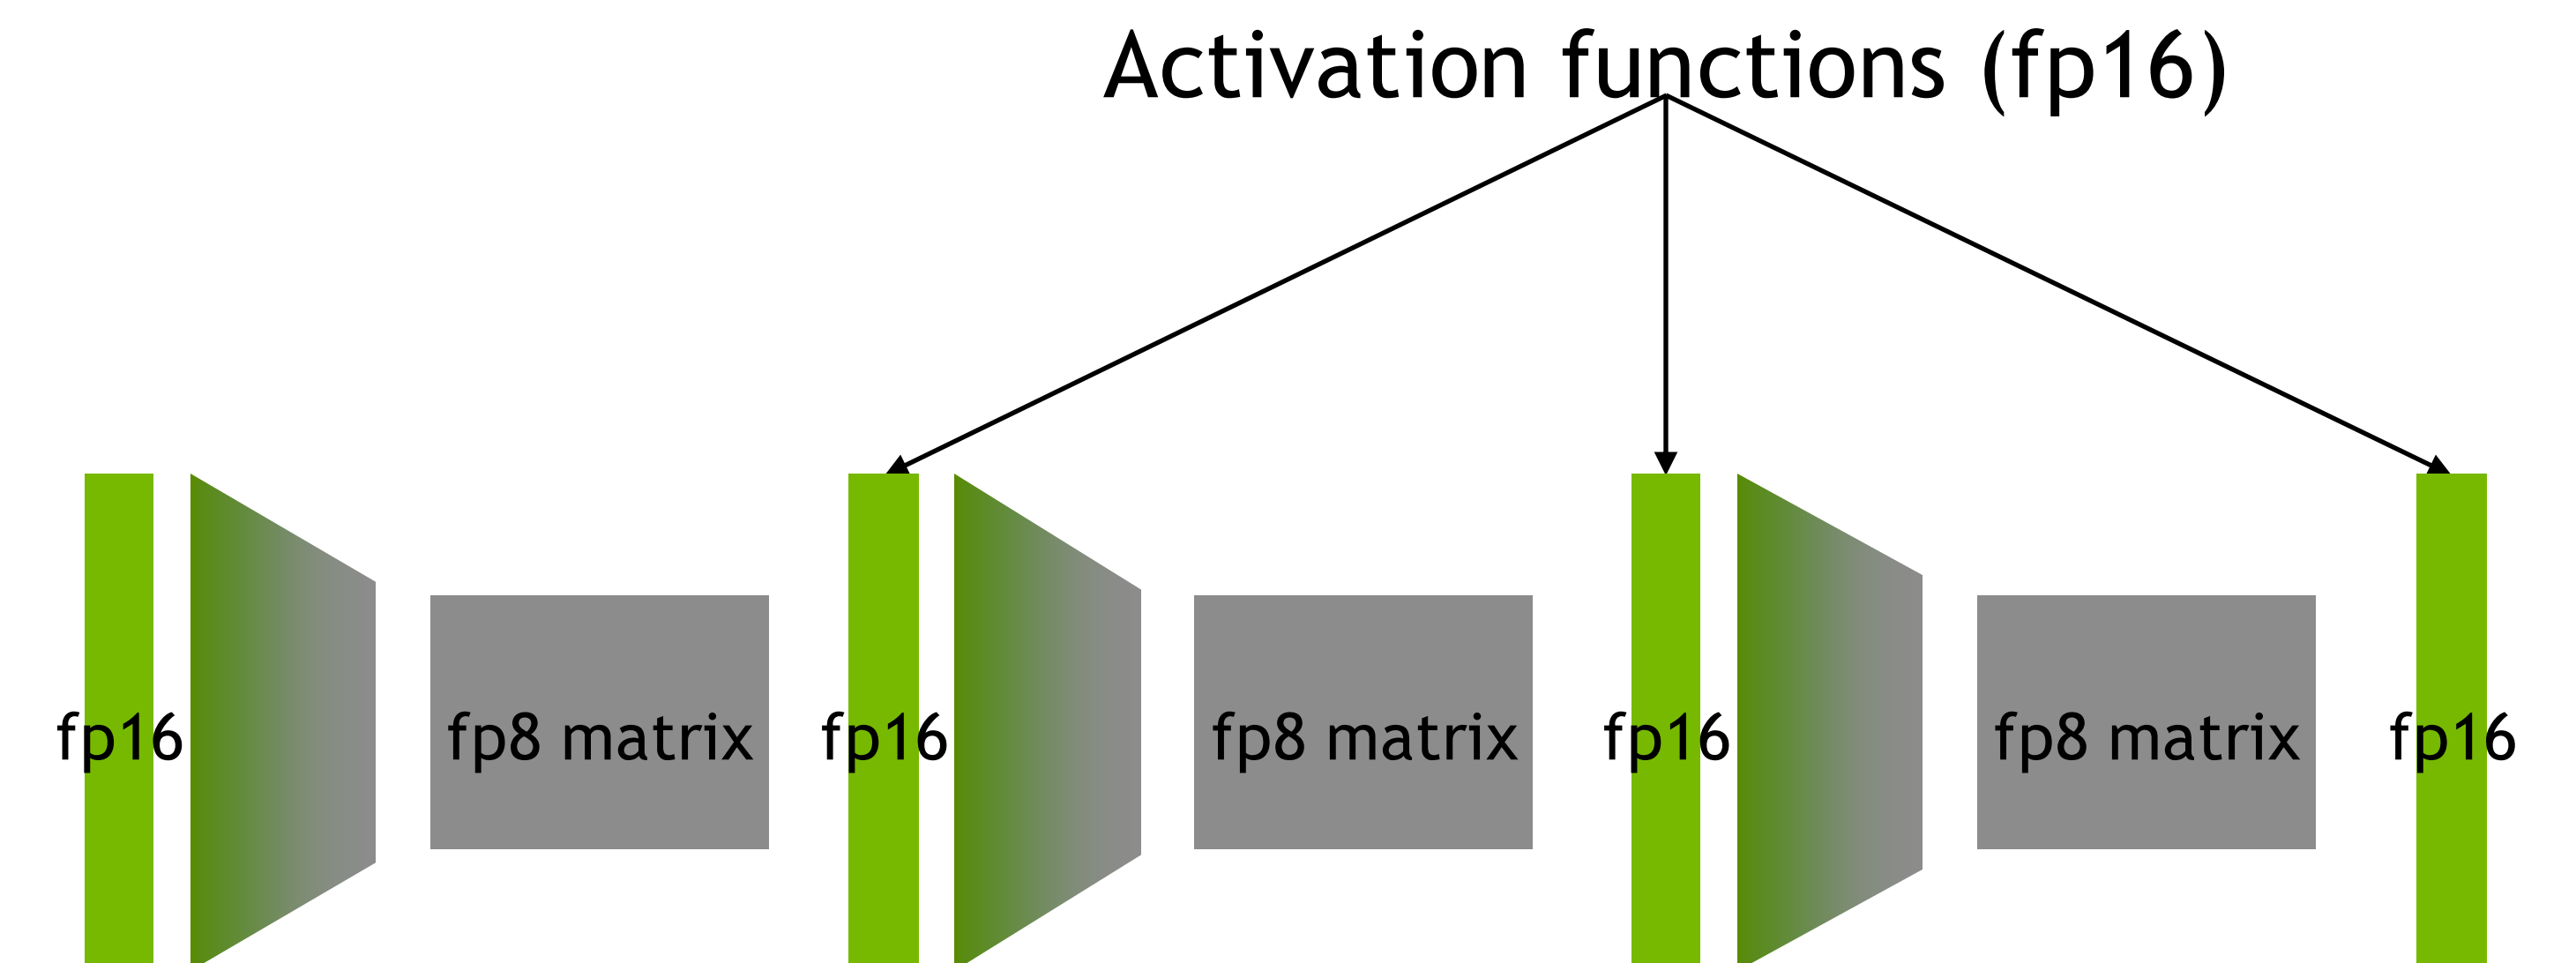 Activation functions (fp16)
fp16 fp8 matrix fp16 fp8 matrix fp16 fp8 matrix fp16